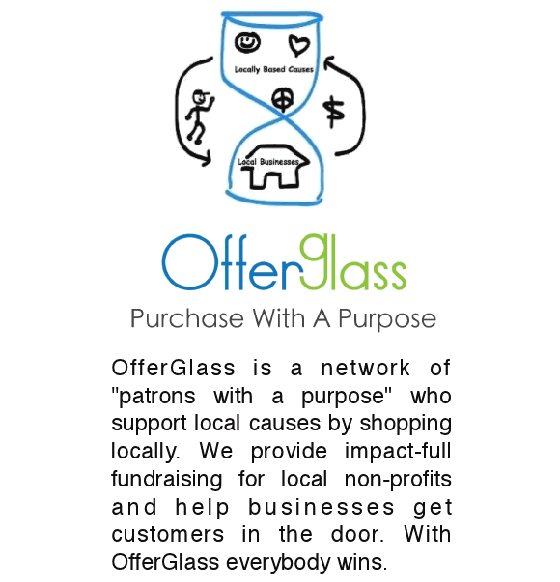 Locally Based Causes
$
Local Businesses
Offerglass
Purchase With A Purpose
OfferGlass is a network of
"patrons with a purpose" who
support local causes by shopping
locally. We provide impact-full
fundraising for local non-profits
and help businesses get
customers in the door. With
OfferGlass everybody wins.